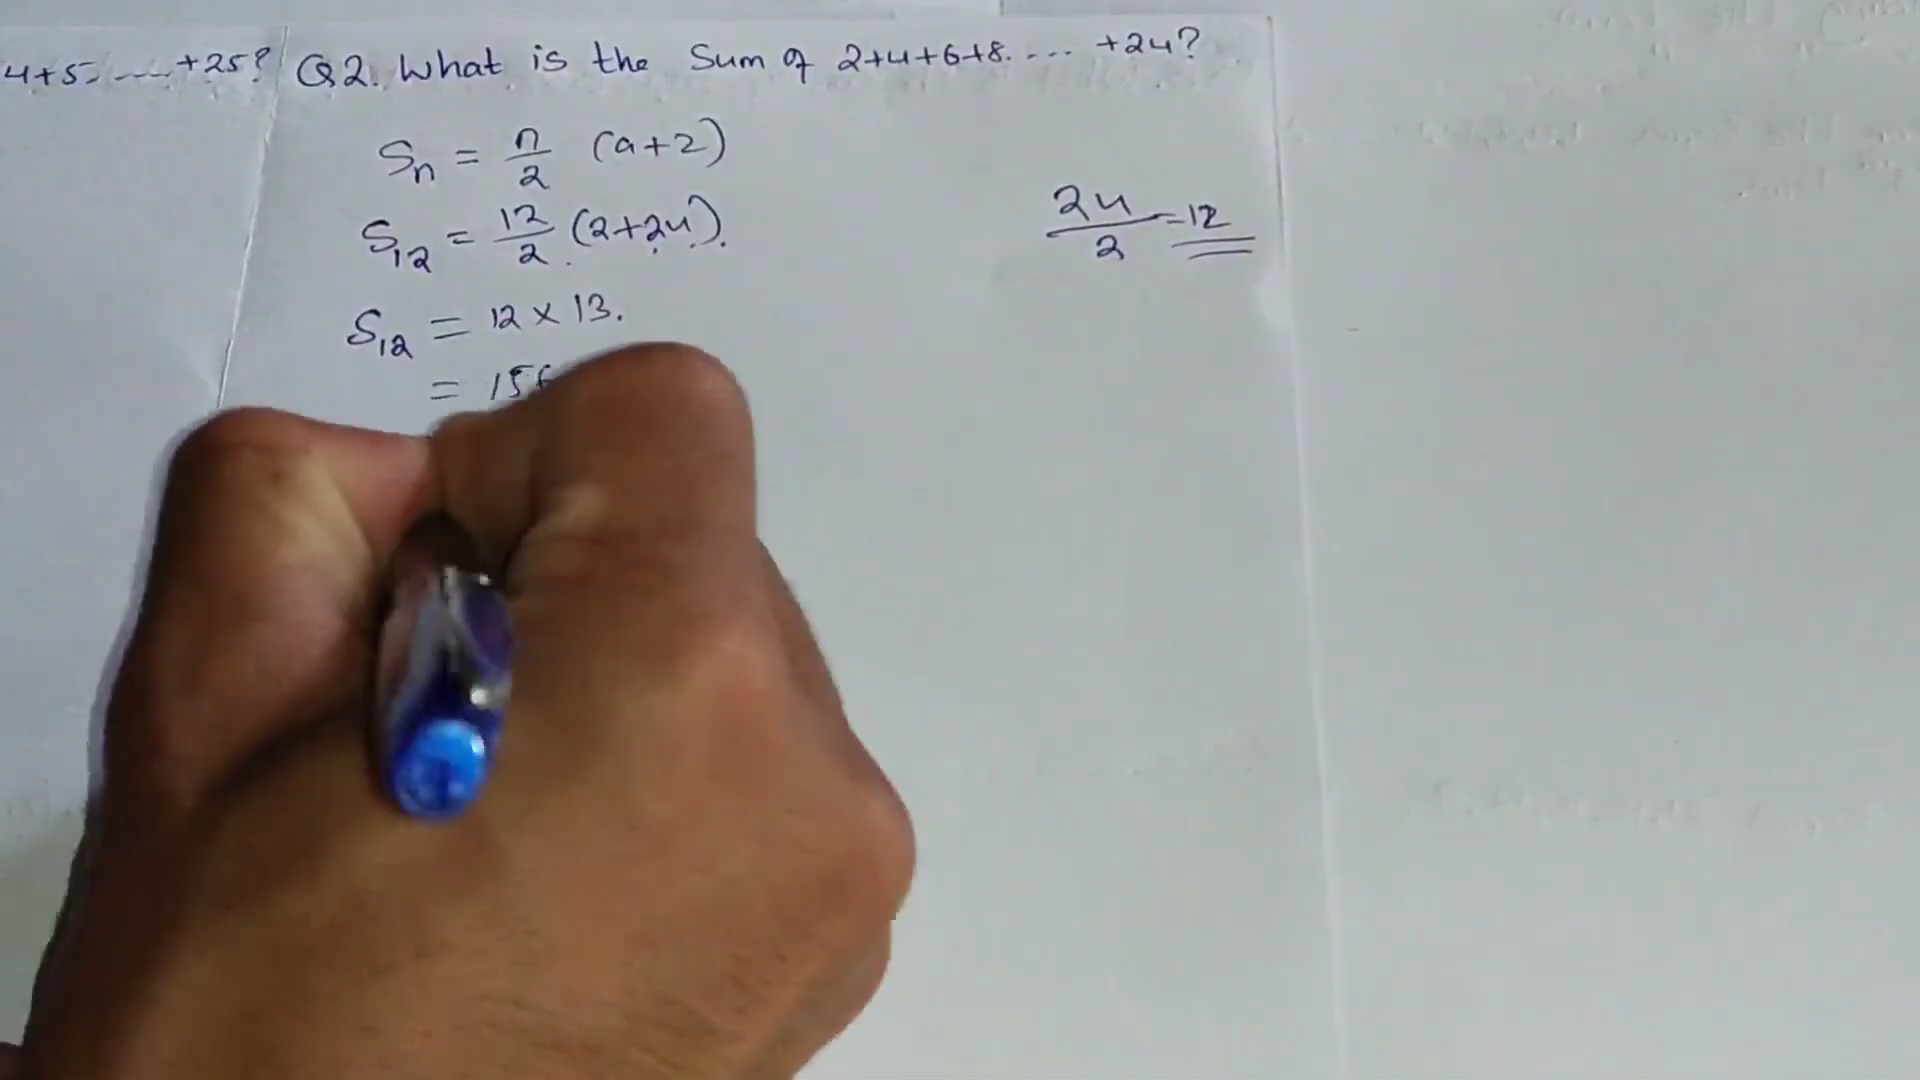 4+5-....+25? Q2. What is the Sum of 2+4+6+8. .... +24?
Sn = n/2 (a+2)
24/2 = 12
S12 = 12/2 (2+24).
S12 = 12 x 13.
= 156